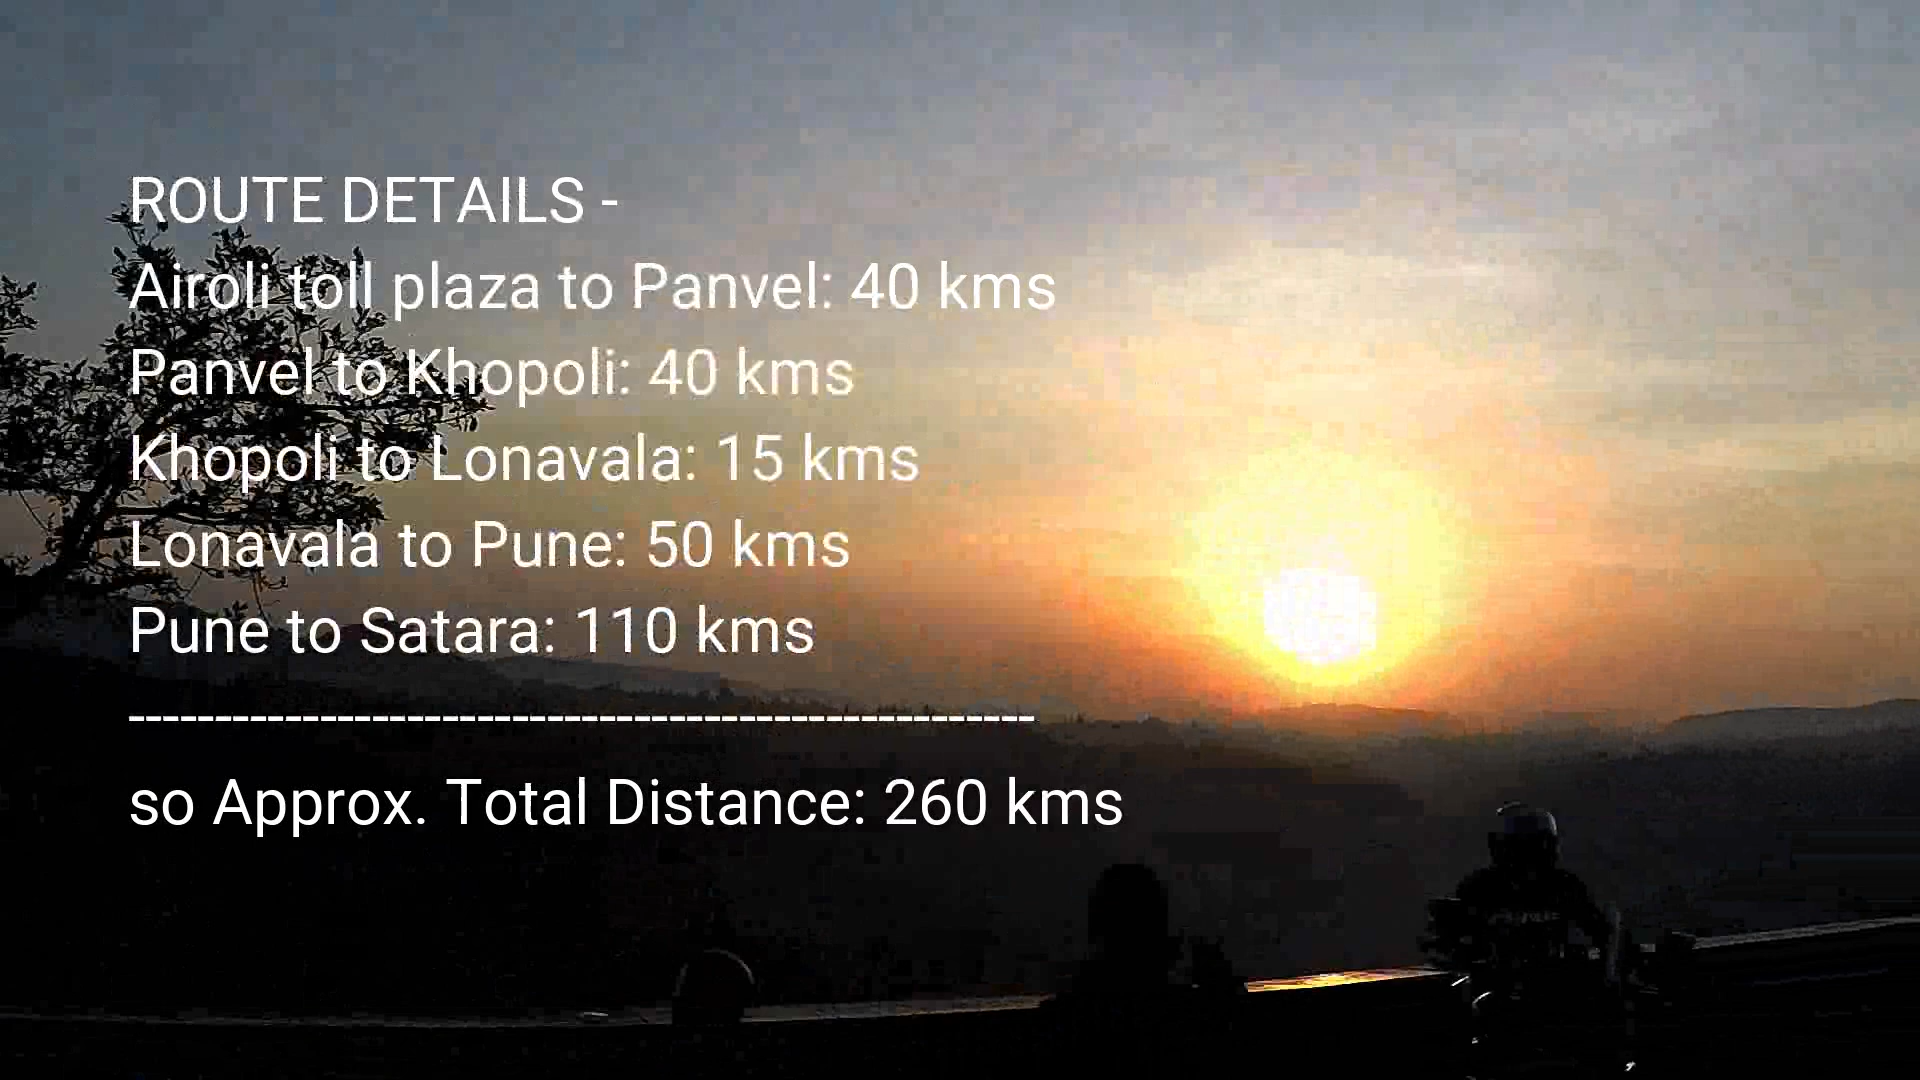 ROUTE DETAILS -
Airoli toll plaza to Panvel: 40 kms
Panvel to Khopoli: 40 kms
Khopoli to Lonavala: 15 kms
Lonavala to Pune: 50 kms
Pune to Satara: 110 kms
----------------------------------------------------
so Approx. Total Distance: 260 kms